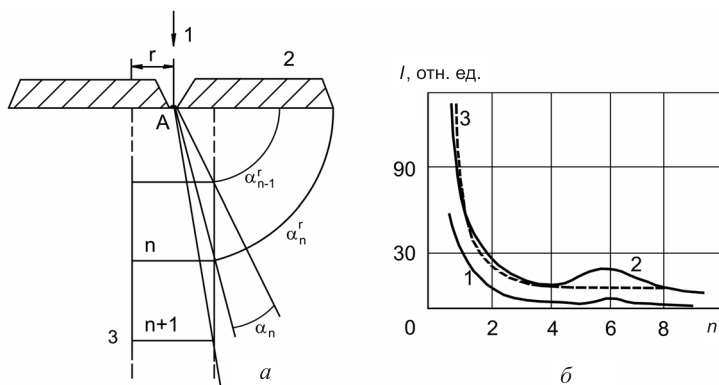 1
r
2
A
α^r_{n-1}
α^r_n
n
n+1
α_n
3
а
I, отн. ед.
90
30
0
3
2
1
2
4
6
8
n
б